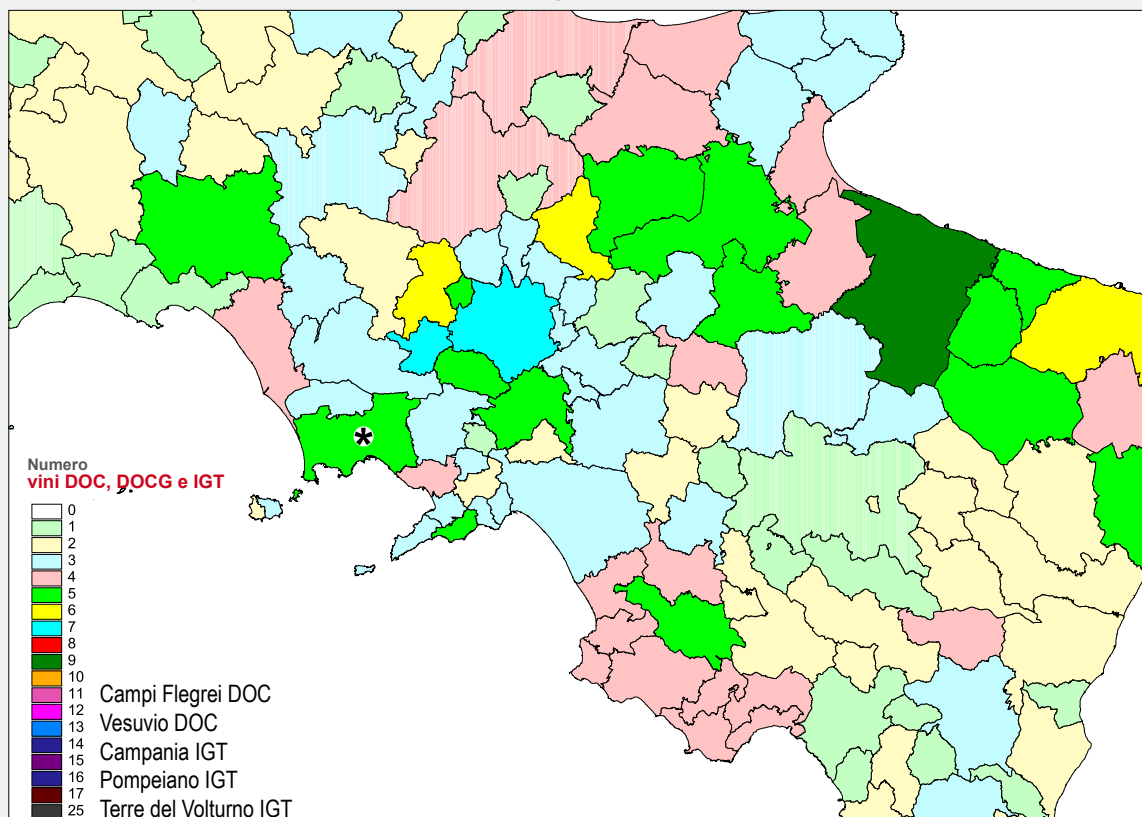 Numero
vini DOC, DOCG e IGT
0
1
2
3
4
5
6
7
8
9
10
11
12
13
14
15
16
17
25
*
Campi Flegrei DOC
Vesuvio DOC
Campania IGT
Pompeiano IGT
Terre del Volturno IGT